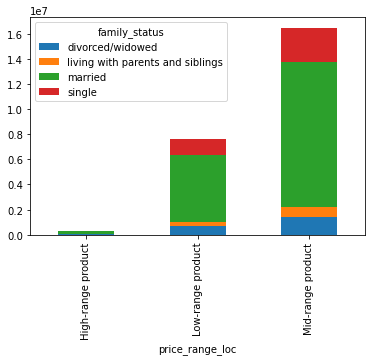 1e7
family_status
divorced/widowed
living with parents and siblings
married
single
1.6
1.4
1.2
1.0
0.8
0.6
0.4
0.2
0.0
High-range product
Low-range product
Mid-range product
price_range_loc